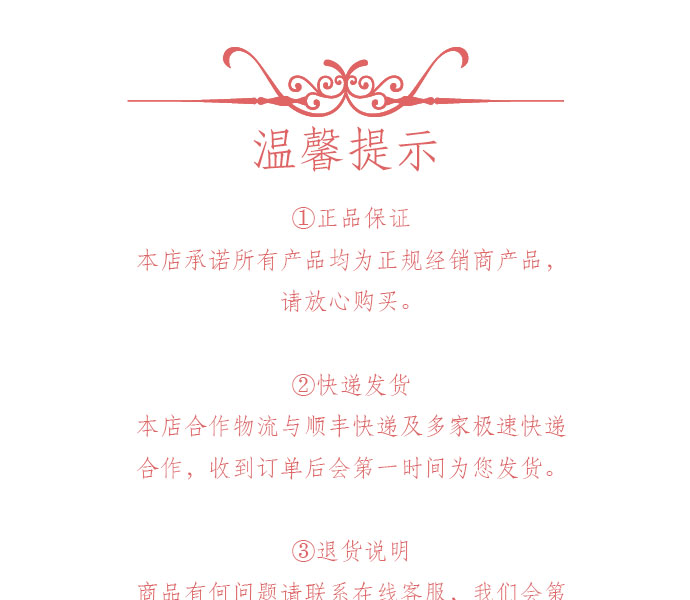 温馨提示
①正品保证
本店承诺所有产品均为正规经销商产品，
请放心购买。
②快递发货
本店合作物流与顺丰快递及多家极速快递
合作，收到订单后会第一时间为您发货。
③退货说明
商品有何问题请联系在线客服，我们会第